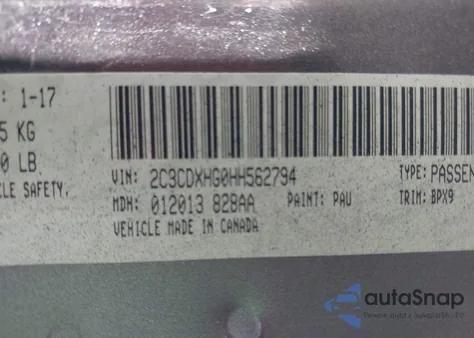 : 1-17
5 KG
0 LB
CLE SAFETY,
VIN: 2C3CDXHG0HH562794 TYPE: PASSEN
MDH: 012013 828AA PAINT: PAU TRIM: BPX9
VEHICLE MADE IN CANADA
autoSnap